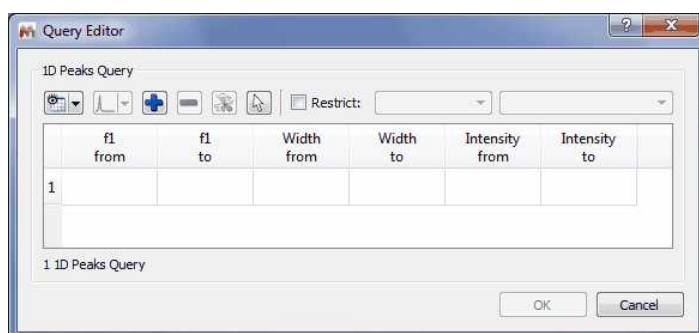 Query Editor
1D Peaks Query
Restrict:
f1 from
f1 to
Width from
Width to
Intensity from
Intensity to
1
1 1D Peaks Query
OK
Cancel